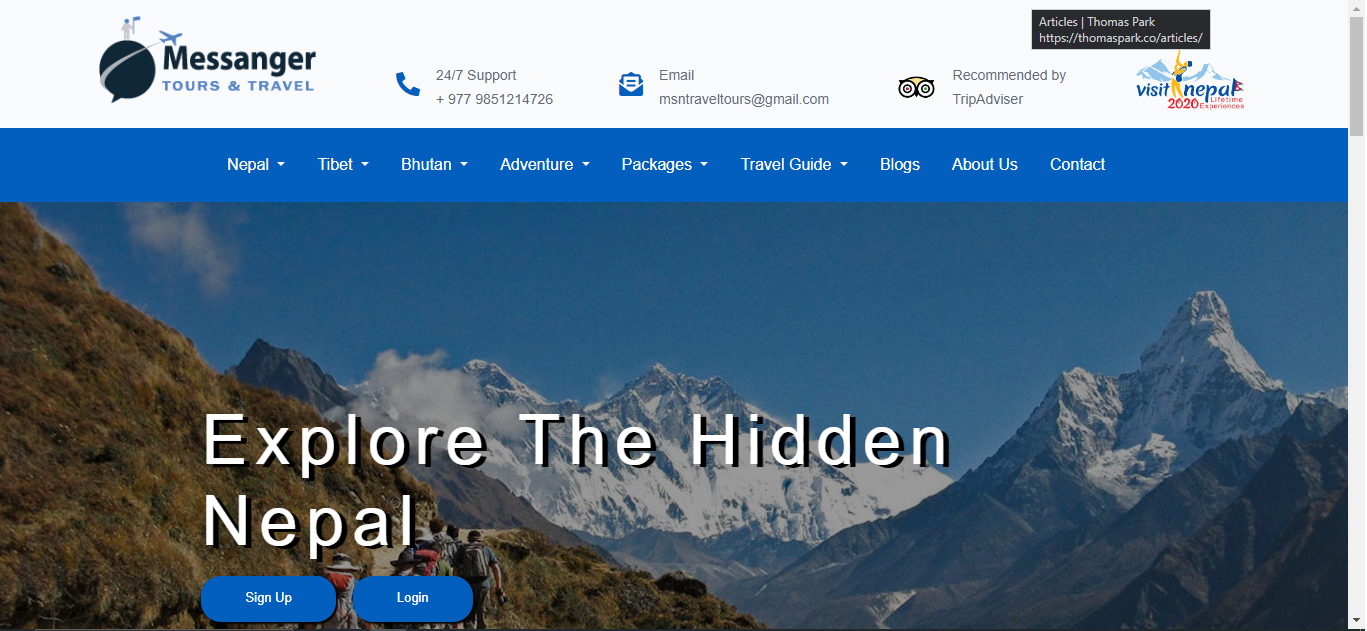 Articles | Thomas Park
https://thomaspark.co/articles/
Messanger
TOURS & TRAVEL
24/7 Support
+ 977 9851214726
Email
msntraveltours@gmail.com
Recommended by
TripAdviser
visit nepal
2020 Lifetime
Experiences
Nepal
Tibet
Bhutan
Adventure
Packages
Travel Guide
Blogs
About Us
Contact
Explore The Hidden
Nepal
Sign Up
Login